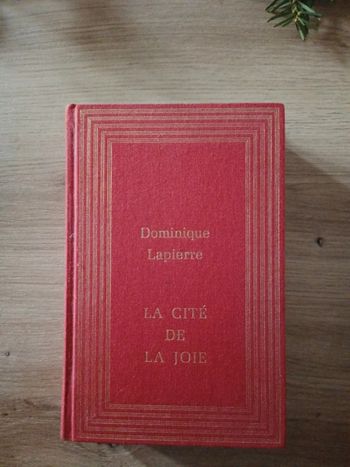 Dominique
Lapierre
LA CITÉ
DE
LA JOIE